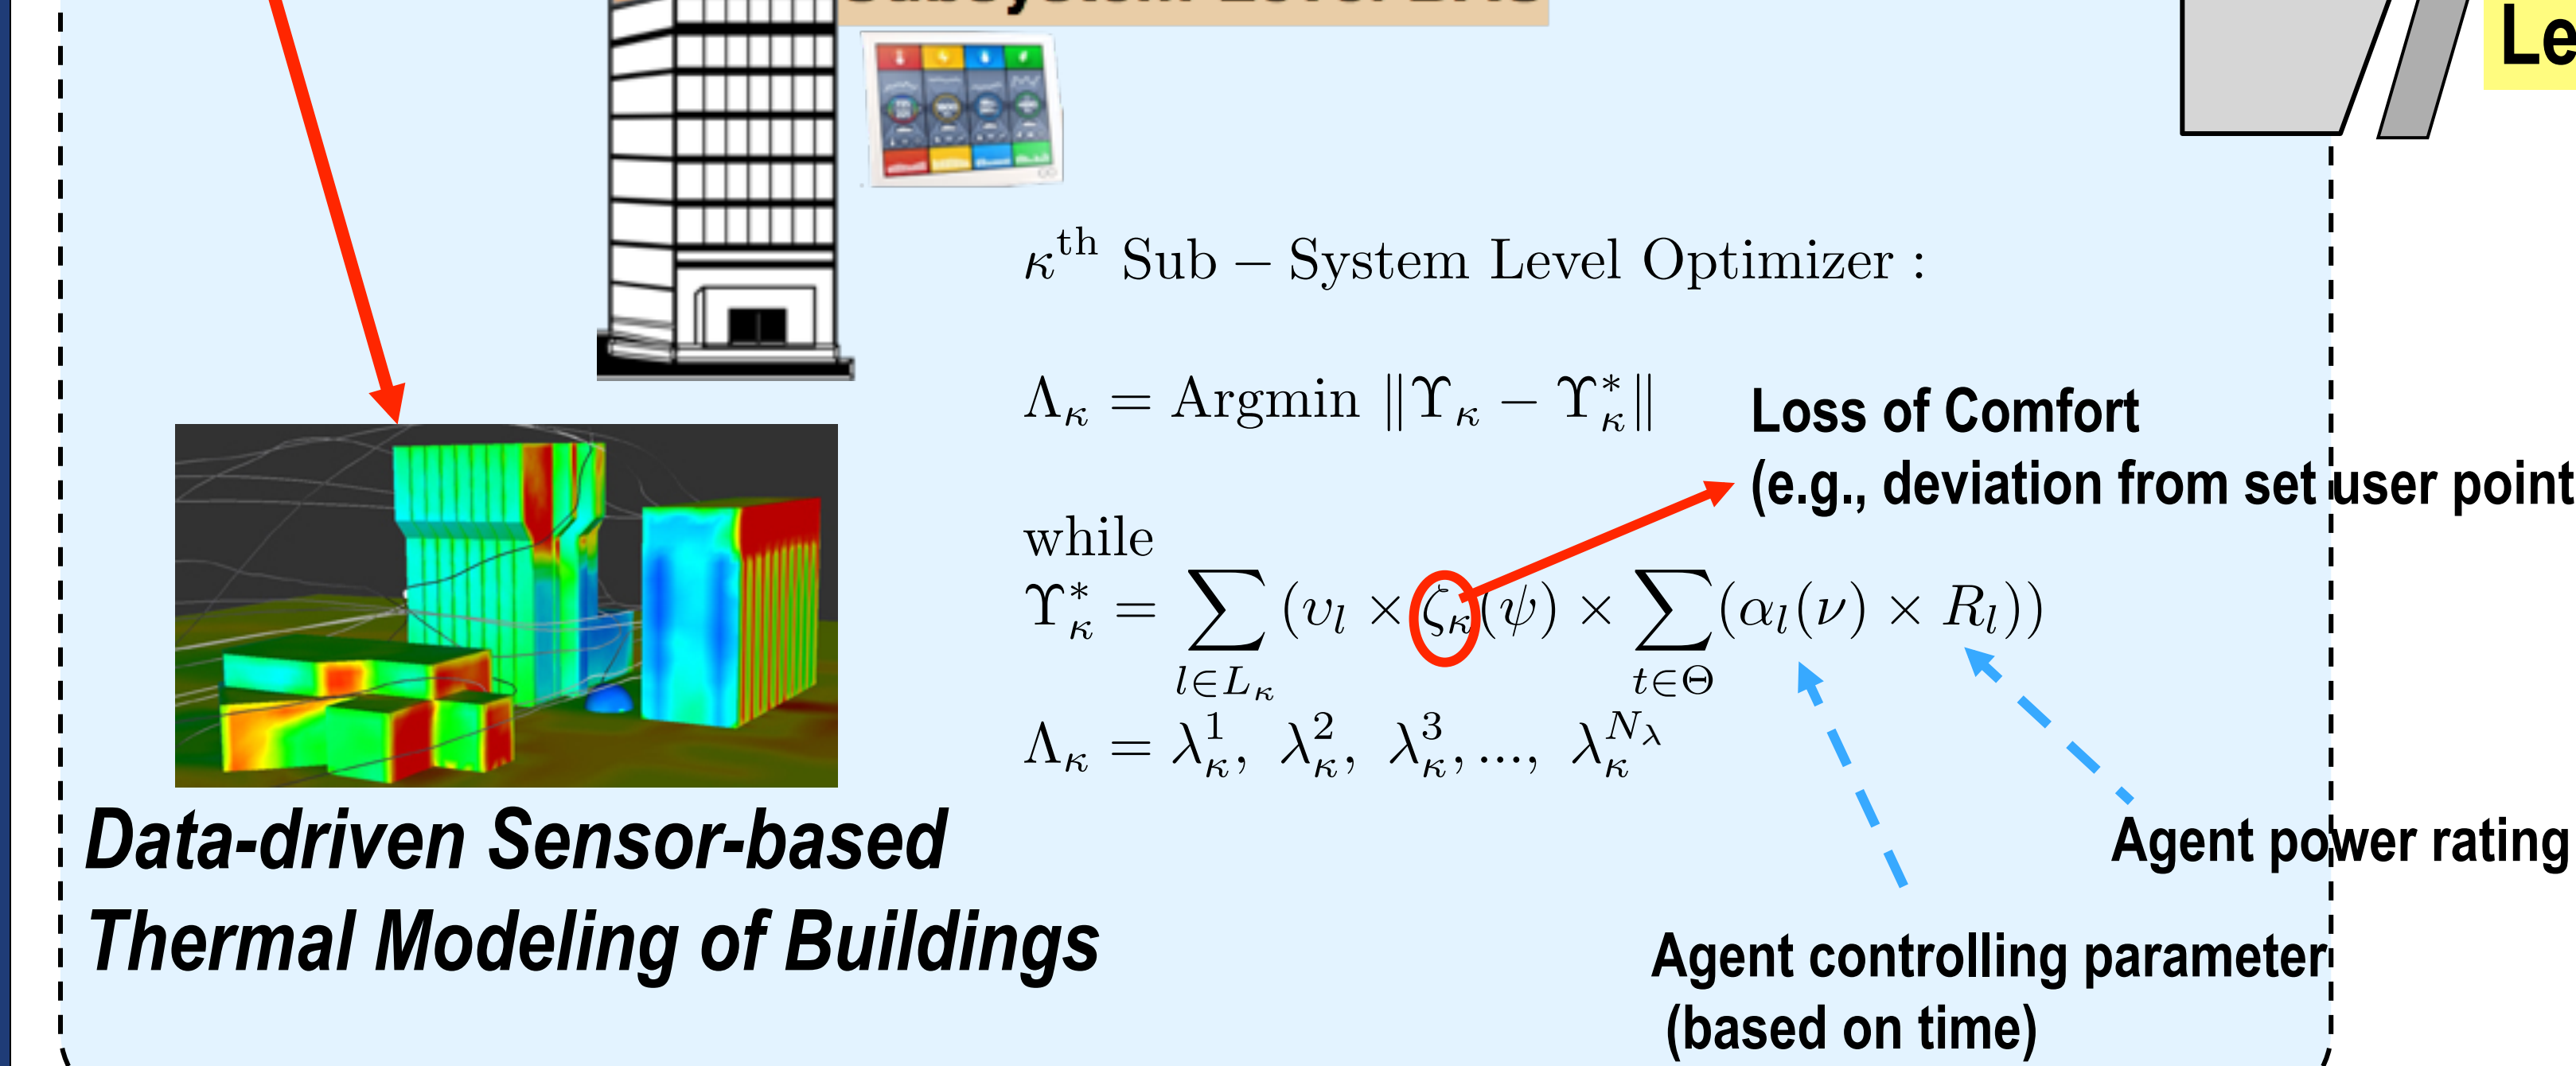 Le
κ^th Sub – System Level Optimizer :
Λ_κ = Argmin ‖Υ_κ − Υ*_κ‖
Loss of Comfort
(e.g., deviation from set user point
while
Υ*_κ = ∑_{l∈L_κ} (υ_l × ζ_κ(ψ) × ∑_{t∈Θ} (α_l(ν) × R_l))
Λ_κ = λ^1_κ, λ^2_κ, λ^3_κ, ..., λ^{N_λ}_κ
Data-driven Sensor-based
Thermal Modeling of Buildings
Agent power rating
Agent controlling parameter
(based on time)